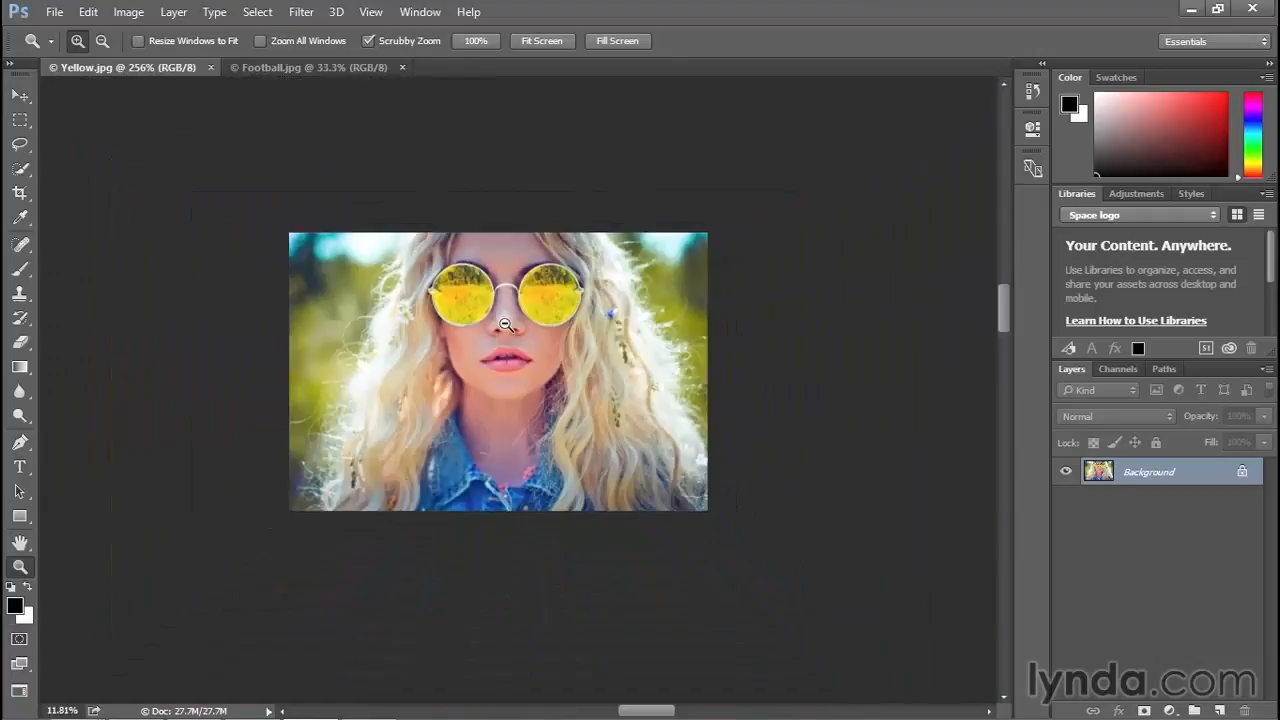 Ps File Edit Image Layer Type Select Filter 3D View Window Help
Resize Windows to Fit Zoom All Windows Scrubby Zoom 100% Fit Screen Fill Screen Essentials
© Yellow.jpg @ 256% (RGB/8) × © Football.jpg @ 33.3% (RGB/8) ×
Color Swatches
Libraries Adjustments Styles
Space logo
Your Content. Anywhere.
Use Libraries to organize, access, and
share your assets across desktop and
mobile.
Learn How to Use Libraries
Layers Channels Paths
Kind
Normal Opacity: 100%
Lock: Fill: 100%
Background
lynda.com
11.81% © Doc: 27.7M/27.7M